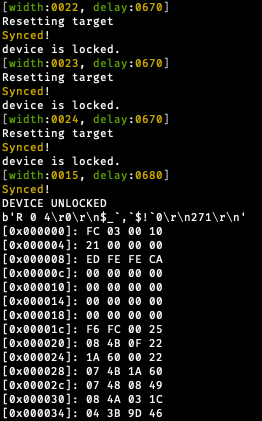 [width:0022, delay:0670]
Resetting target
Synced!
device is locked.
[width:0023, delay:0670]
Resetting target
Synced!
device is locked.
[width:0024, delay:0670]
Resetting target
Synced!
device is locked.
[width:0015, delay:0680]
Synced!
DEVICE UNLOCKED
b'R 0 4\r0\r\n$_`,`$!`0\r\n271\r\n'
[0x000000]: FC 03 00 10
[0x000004]: 21 00 00 00
[0x000008]: ED FE FE CA
[0x00000c]: 00 00 00 00
[0x000010]: 00 00 00 00
[0x000014]: 00 00 00 00
[0x000018]: 00 00 00 00
[0x00001c]: F6 FC 00 25
[0x000020]: 08 4B 0F 22
[0x000024]: 1A 60 00 22
[0x000028]: 07 4B 1A 60
[0x00002c]: 07 48 08 49
[0x000030]: 08 4A 03 1C
[0x000034]: 04 3B 9D 46